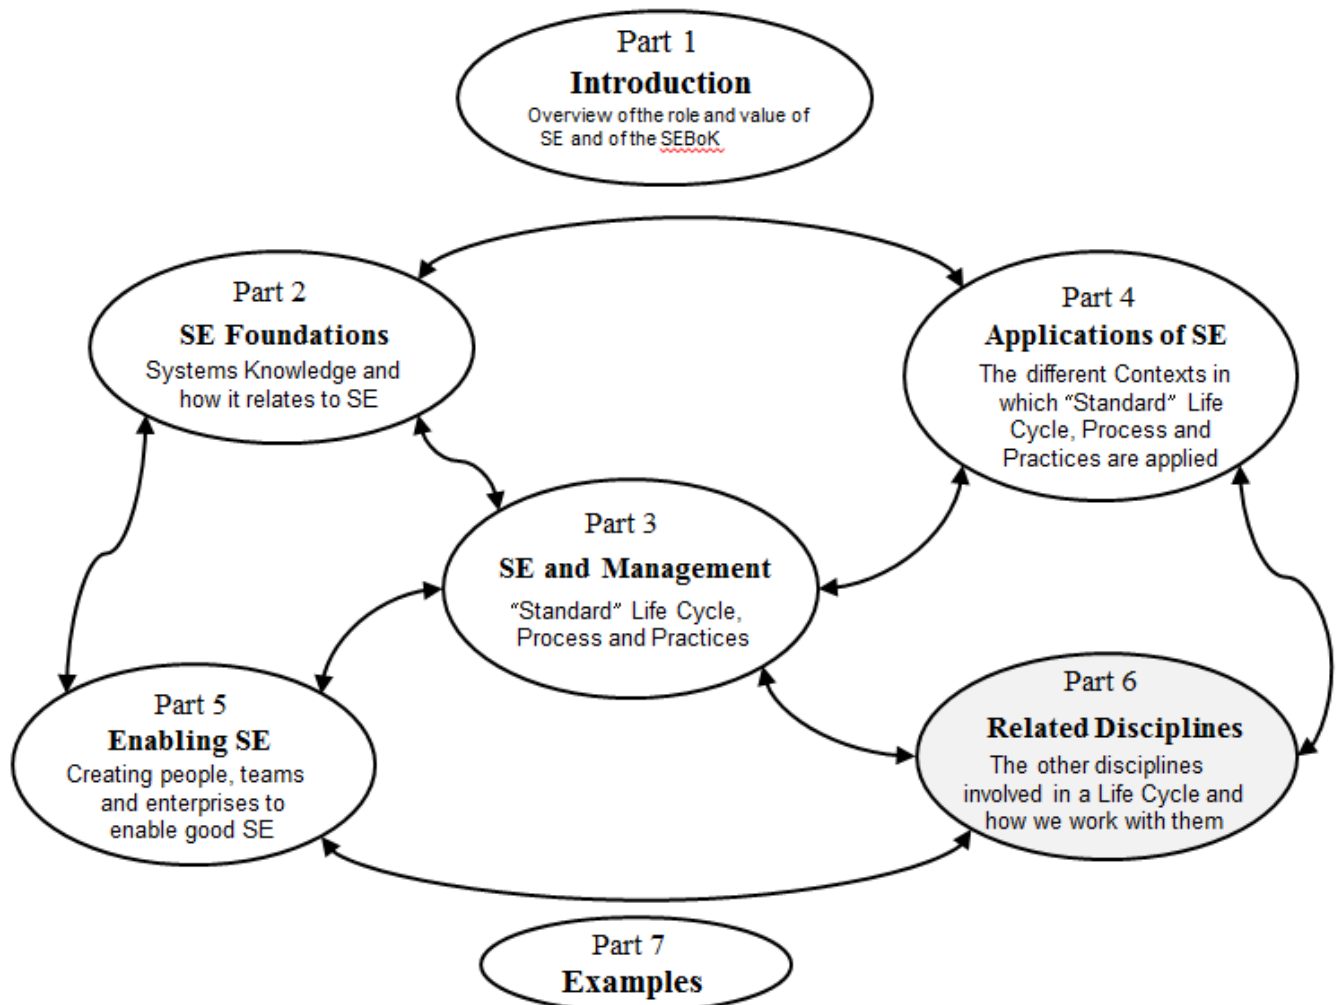 Part 1
Introduction
Overview of the role and value of
SE and of the SEBoK
Part 2
SE Foundations
Systems Knowledge and
how it relates to SE
Part 4
Applications of SE
The different Contexts in
which “Standard” Life
Cycle, Process and
Practices are applied
Part 3
SE and Management
“Standard” Life Cycle,
Process and Practices
Part 5
Enabling SE
Creating people, teams
and enterprises to
enable good SE
Part 6
Related Disciplines
The other disciplines
involved in a Life Cycle and
how we work with them
Part 7
Examples